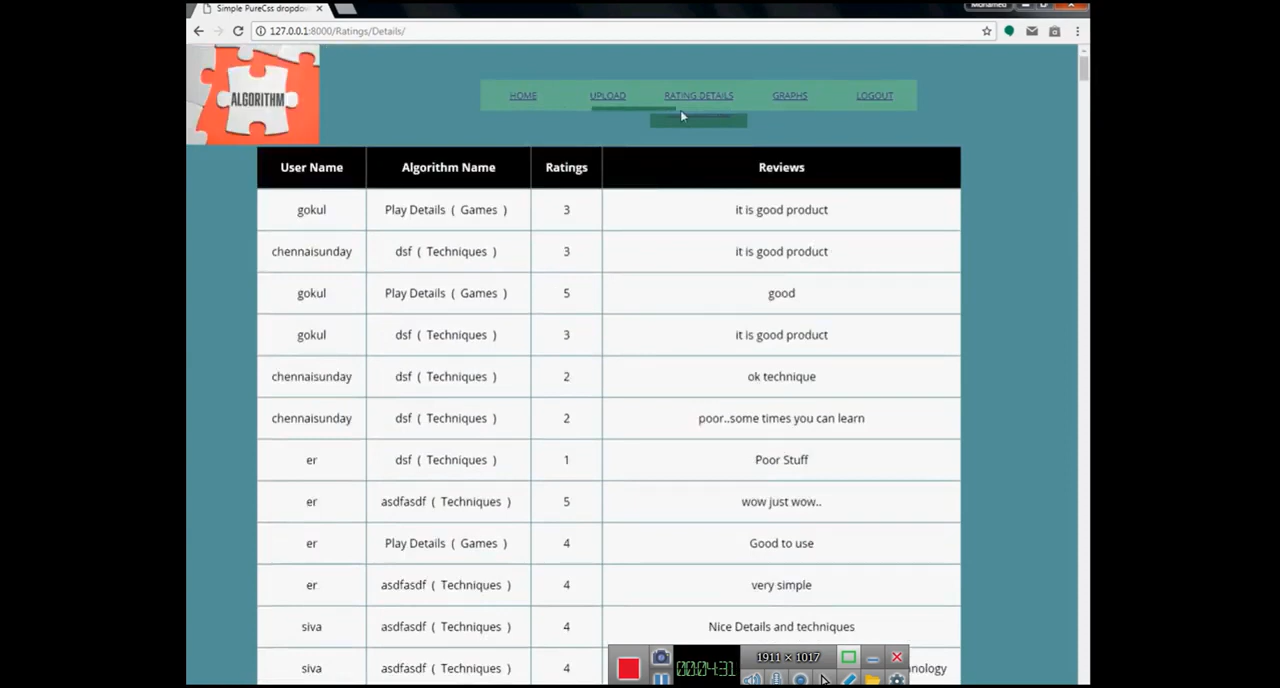 Simple PureCss dropdo
Mohamed
127.0.0.1:8000/Ratings/Details/
ALGORITHM
HOME UPLOAD RATING DETAILS GRAPHS LOGOUT
User Name Algorithm Name Ratings Reviews
gokul Play Details ( Games ) 3 it is good product
chennaisunday dsf ( Techniques ) 3 it is good product
gokul Play Details ( Games ) 5 good
gokul dsf ( Techniques ) 3 it is good product
chennaisunday dsf ( Techniques ) 2 ok technique
chennaisunday dsf ( Techniques ) 2 poor..some times you can learn
er dsf ( Techniques ) 1 Poor Stuff
er asdfasdf ( Techniques ) 5 wow just wow..
er Play Details ( Games ) 4 Good to use
er asdfasdf ( Techniques ) 4 very simple
siva asdfasdf ( Techniques ) 4 Nice Details and techniques
siva asdfasdf ( Techniques ) 4 nology
00:04:31 1911 × 1017